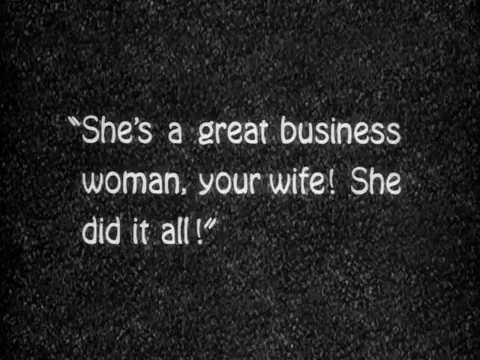 “She's a great business
woman, your wife! She
did it all!”